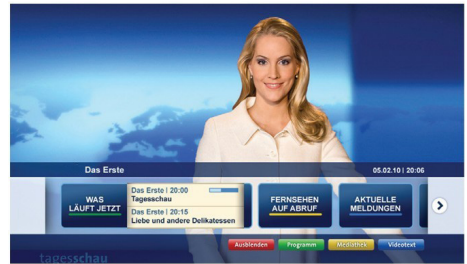 Das Erste
05.02.10 | 20:06
WAS
LÄUFT JETZT
Das Erste | 20:00
Tagesschau
Das Erste | 20:15
Liebe und andere Delikatessen
FERNSEHEN
AUF ABRUF
AKTUELLE
MELDUNGEN
Ausblenden
Programm
Mediathek
Videotext
tagesschau